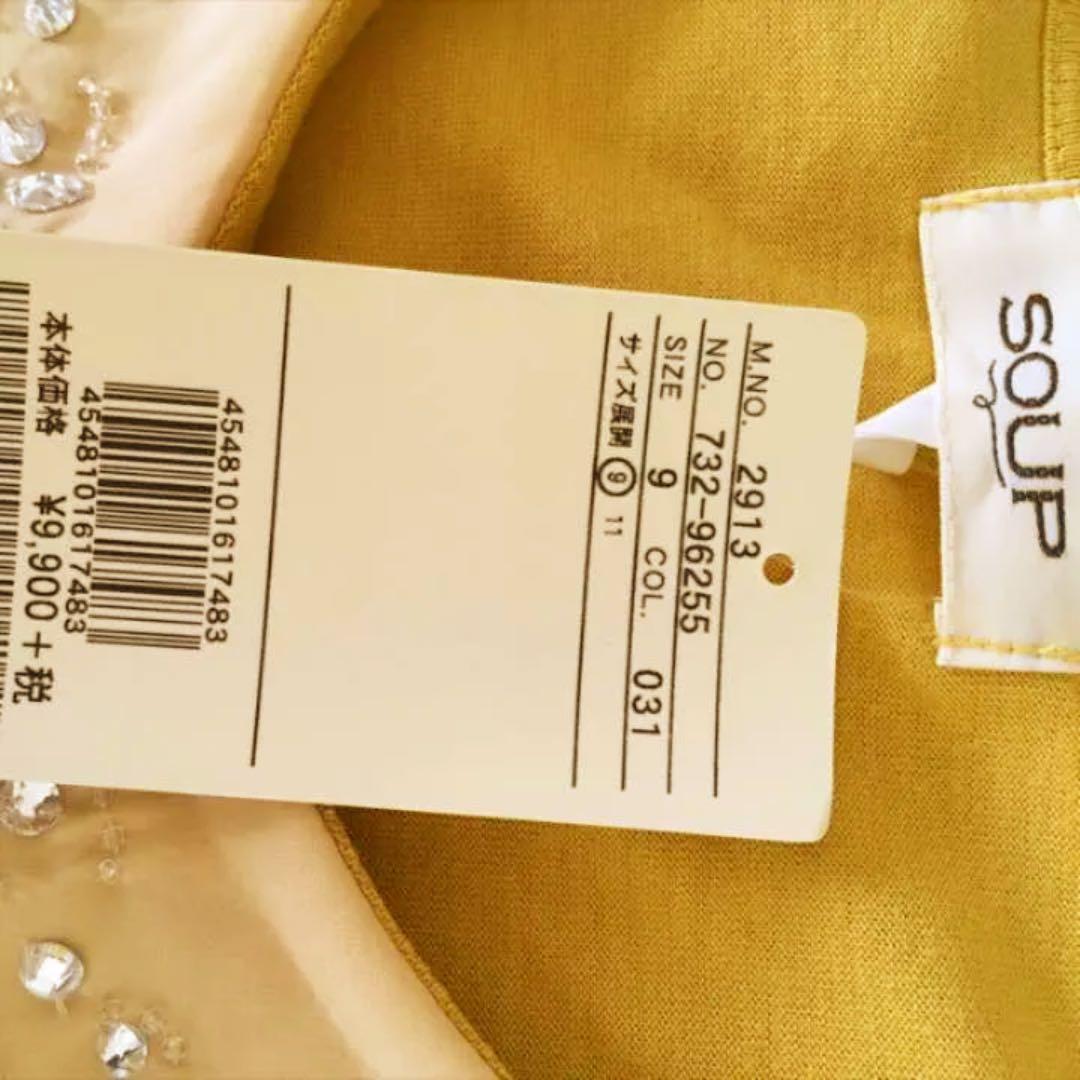 SOUP
M.NO. 2913
NO. 732-96255
SIZE 9 COL. 031
サイズ展開 ⑨ 11
4548101617483
4548101617483
本体価格 ¥9,900+税